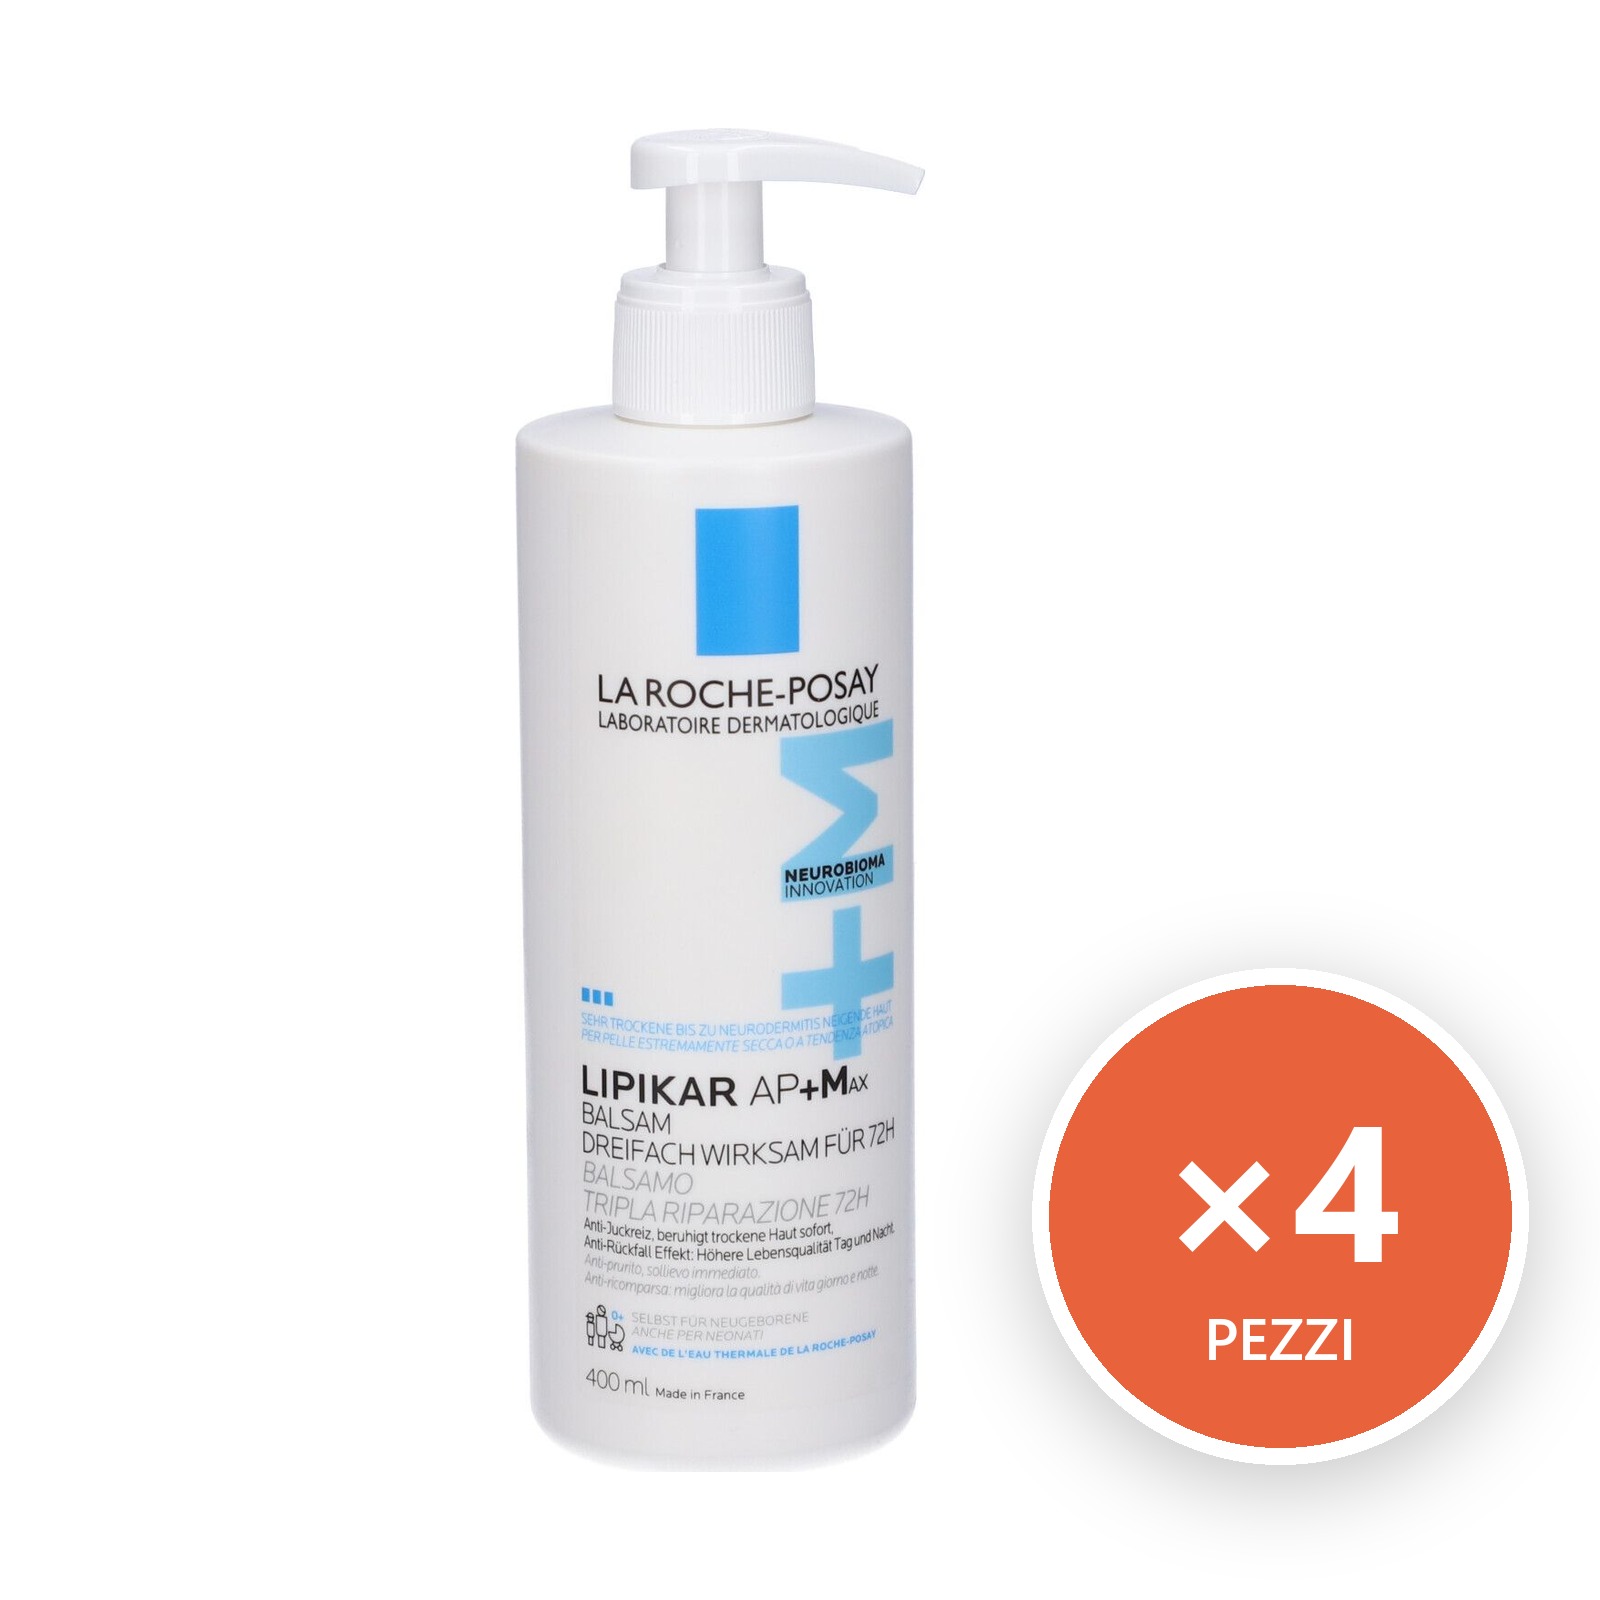 LA ROCHE-POSAY
LABORATOIRE DERMATOLOGIQUE
+M
NEUROBIOMA
INNOVATION
SEHR TROCKENE BIS ZU NEURODERMITIS NEIGENDE HAUT
PER PELLE ESTREMAMENTE SECCA O A TENDENZA ATOPICA
LIPIKAR AP+MAX
BALSAM
DREIFACH WIRKSAM FÜR 72H
BALSAMO
TRIPLA RIPARAZIONE 72H
Anti-Juckreiz, beruhigt trockene Haut sofort,
Anti-Rückfall Effekt: Höhere Lebensqualität Tag und Nacht.
Anti-prurito, sollievo immediato.
Anti-ricomparsa: migliora la qualità di vita giorno e notte.
0+ SELBST FÜR NEUGEBORENE
ANCHE PER NEONATI
AVEC DE L'EAU THERMALE DE LA ROCHE-POSAY
400 ml Made in France
×4
PEZZI